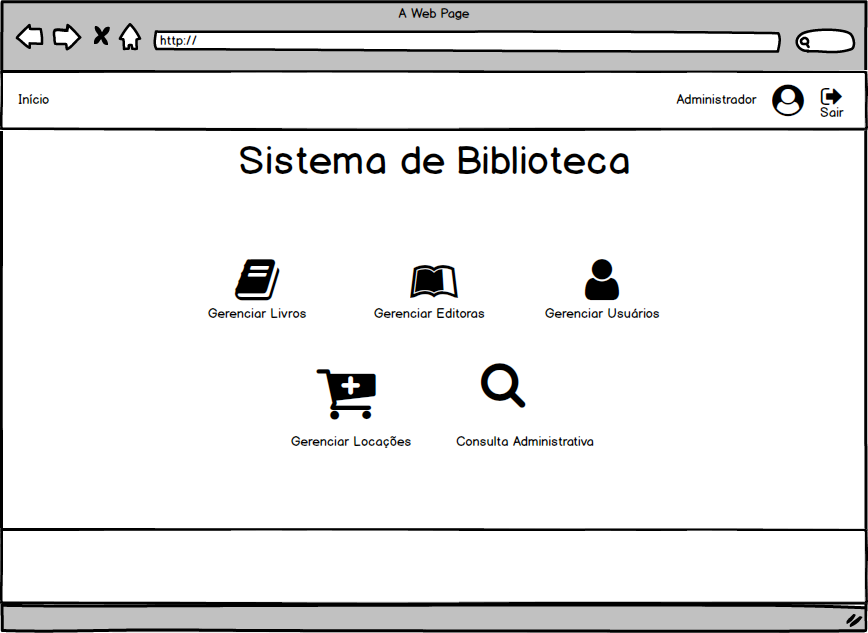 A Web Page
http://
Início
Administrador
Sair
Sistema de Biblioteca
Gerenciar Livros
Gerenciar Editoras
Gerenciar Usuários
Gerenciar Locações
Consulta Administrativa